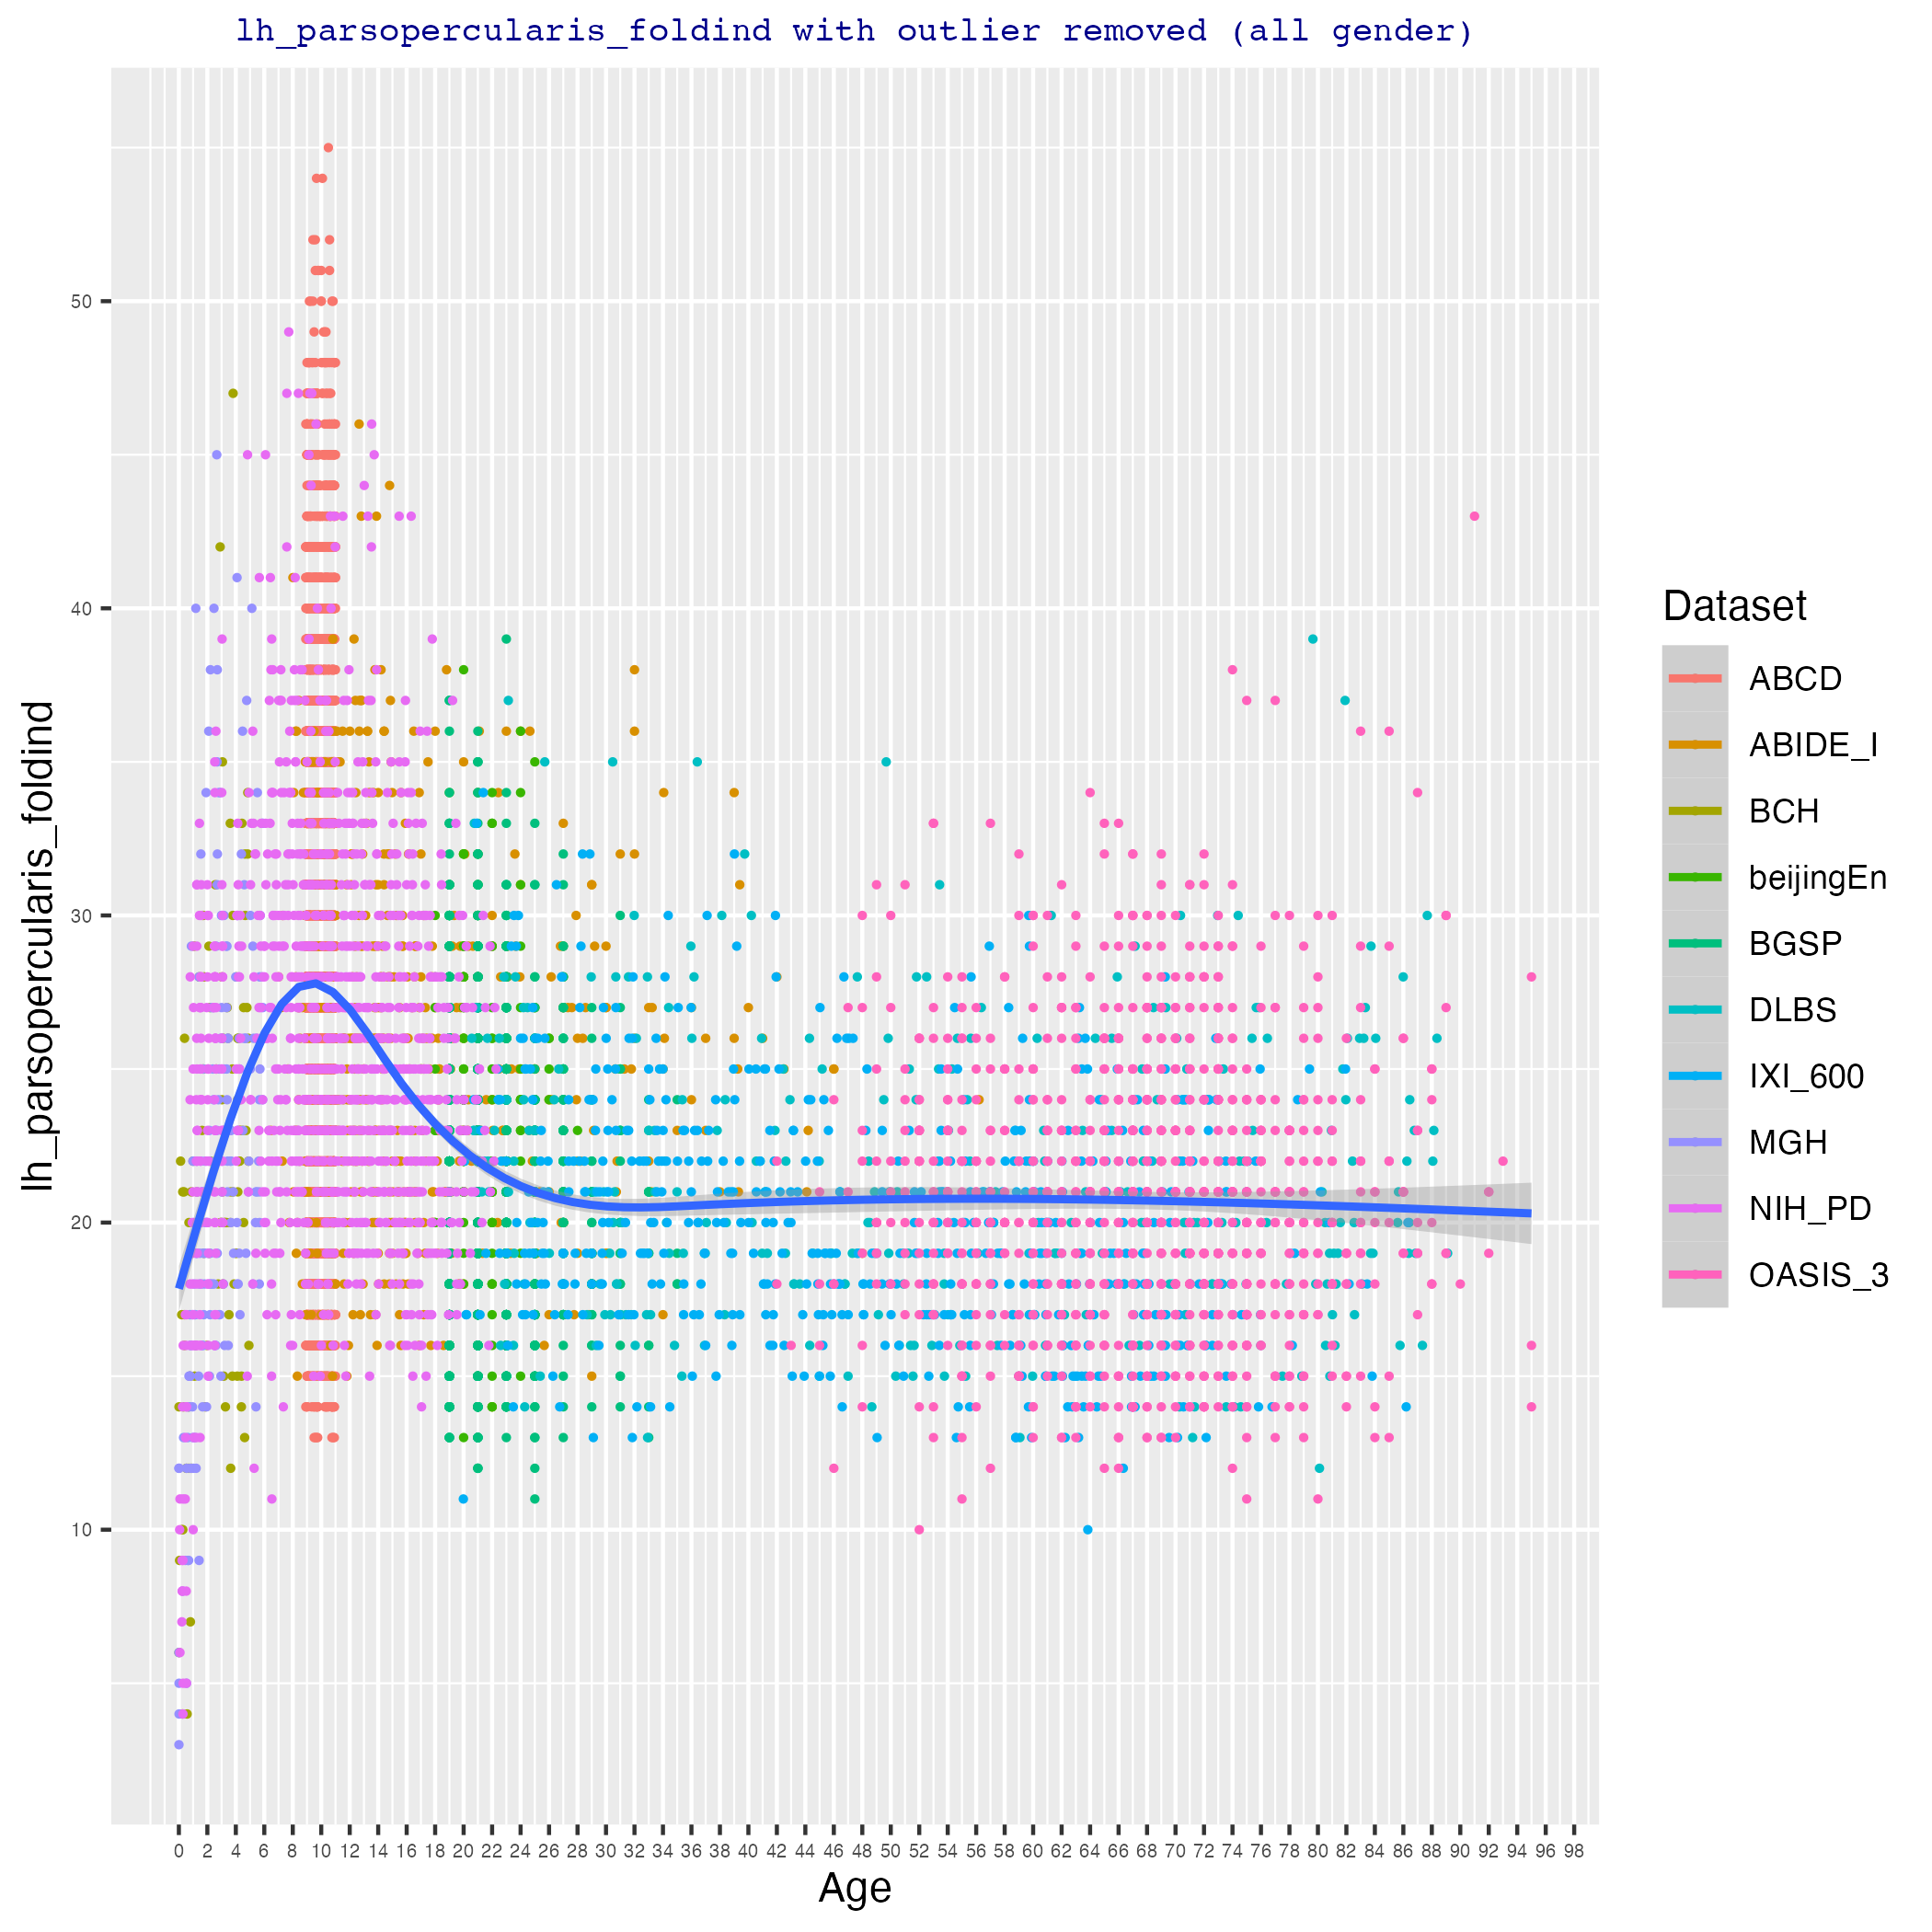 lh_parsopercularis_foldind with outlier removed (all gender)
lh_parsopercularis_foldind
50
40
30
20
10
0 2 4 6 8 10 12 14 16 18 20 22 24 26 28 30 32 34 36 38 40 42 44 46 48 50 52 54 56 58 60 62 64 66 68 70 72 74 76 78 80 82 84 86 88 90 92 94 96 98
Age
Dataset
ABCD
ABIDE_I
BCH
beijingEn
BGSP
DLBS
IXI_600
MGH
NIH_PD
OASIS_3